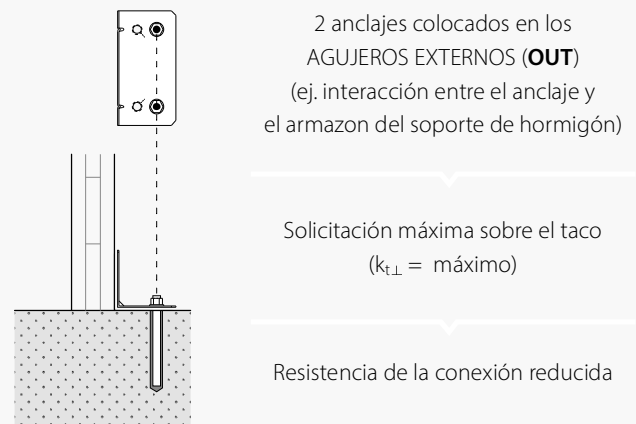 2 anclajes colocados en los
AGUJEROS EXTERNOS (OUT)
(ej. interacción entre el anclaje y
el armazon del soporte de hormigón)
Solicitación máxima sobre el taco
(kt⊥ = máximo)
Resistencia de la conexión reducida